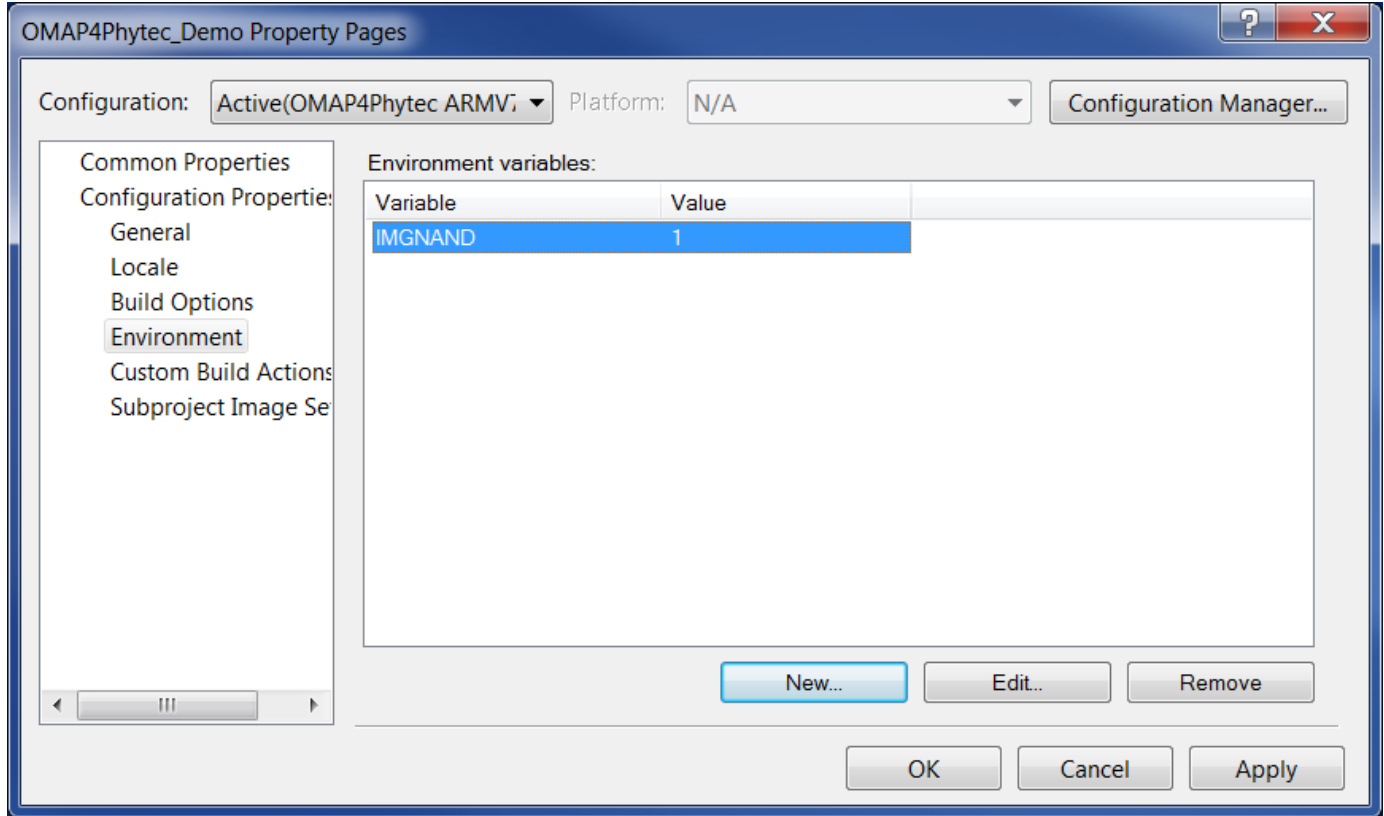 OMAP4Phytec_Demo Property Pages
Configuration: Active(OMAP4Phytec ARMV7 Platform: N/A Configuration Manager...
Common Properties
Configuration Properties
General
Locale
Build Options
Environment
Custom Build Actions
Subproject Image Se
Environment variables:
Variable Value
IMGNAND 1
New... Edit... Remove
OK Cancel Apply